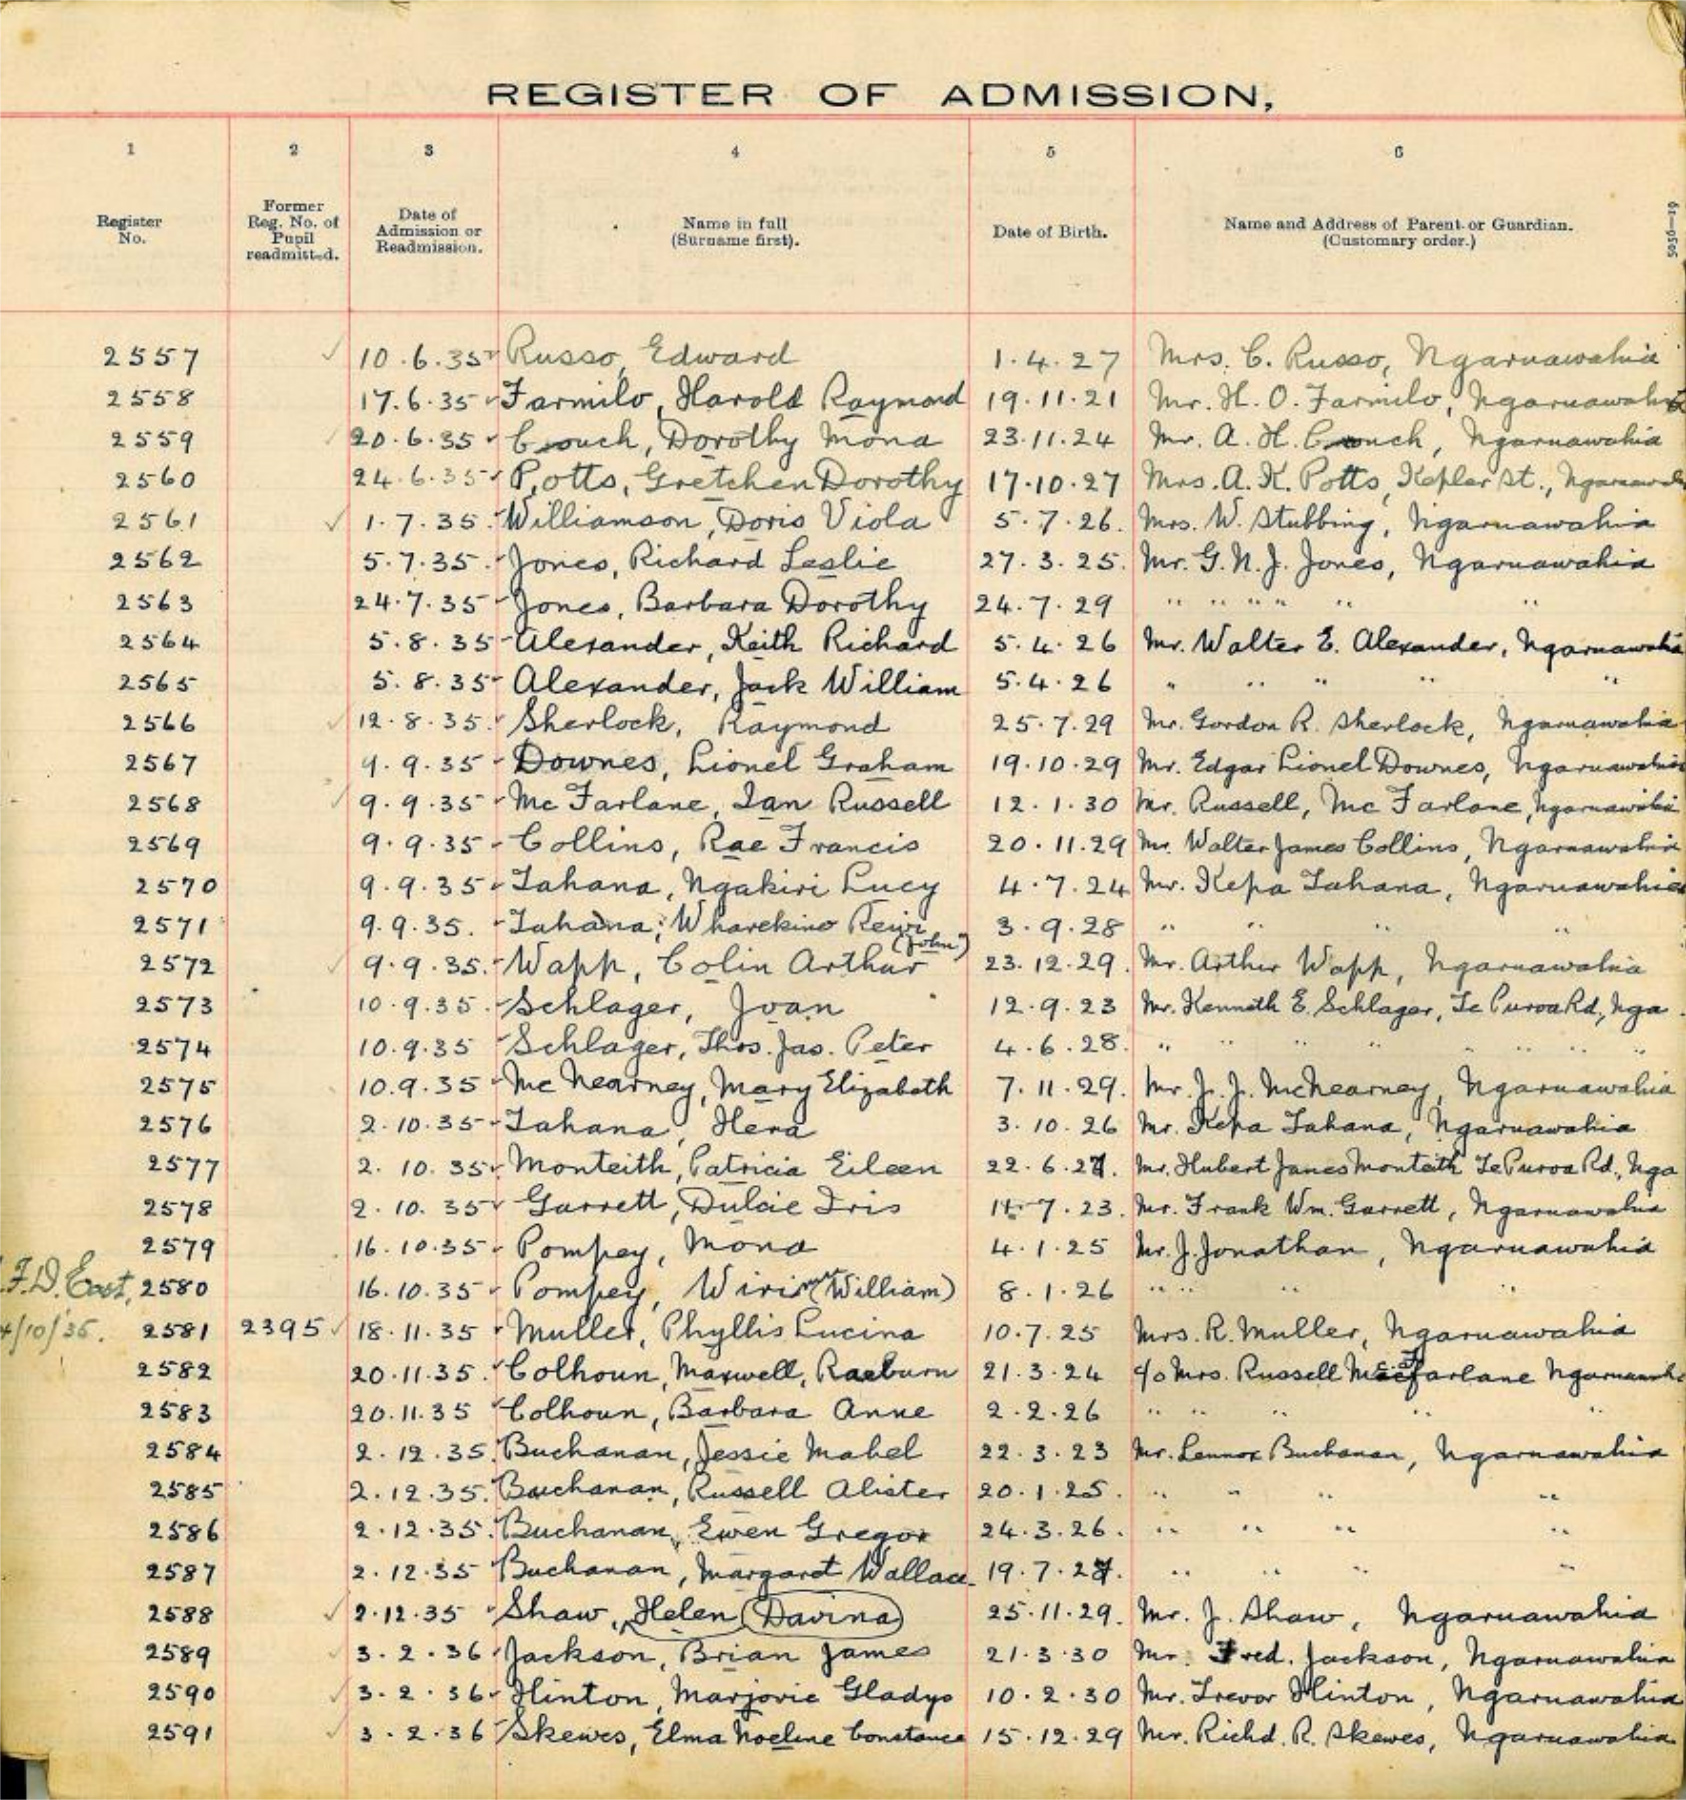 REGISTER OF ADMISSION,
1 2 3 4 5 6
Register No. Former Reg. No. of Pupil readmitted. Date of Admission or Readmission. Name in full (Surname first). Date of Birth. Name and Address of Parent or Guardian. (Customary order.) 5056—19
2557 ✓ 10.6.35 Russo, Edward 1.4.27 Mrs. C. Russo, Ngaruawahia
2558 17.6.35 Farmilo, Harold Raymond 19.11.21 Mr. H. O. Farmilo, Ngaruawahia
2559 20.6.35 Crouch, Dorothy Mona 23.11.24 Mr. A. H. Crouch, Ngaruawahia
2560 24.6.35 Potts, Gretchen Dorothy 17.10.27 Mrs. A. K. Potts, Kepler St., Ngaruawah
2561 ✓ 1.7.35 Williamson, Doris Viola 5.7.26. Mrs. W. Stubbing, Ngaruawahia
2562 5.7.35. Jones, Richard Leslie 27.3.25. Mr. G. N. J. Jones, Ngaruawahia
2563 24.7.35 Jones, Barbara Dorothy 24.7.29 " " " " " "
2564 5.8.35 Alexander, Keith Richard 5.4.26 Mr. Walter E. Alexander, Ngaruawahia
2565 5.8.35 Alexander, Jack William 5.4.26 " " " " "
2566 ✓ 12.8.35. Sherlock, Raymond 25.7.29 Mr. Gordon R. Sherlock, Ngaruawahia
2567 9.9.35 Downes, Lionel Graham 19.10.29 Mr. Edgar Lionel Downes, Ngaruawahia
2568 ✓ 9.9.35 Mc Farlane, Ian Russell 12.1.30 Mr. Russell, Mc Farlane, Ngaruawahia
2569 9.9.35 Collins, Rae Francis 20.11.29 Mr. Walter James Collins, Ngaruawahia
2570 9.9.35 Tahana, Ngakiri Lucy 4.7.24 Mr. Kepa Tahana, Ngaruawahia
2571 9.9.35. Tahana, Wharekino Reiri (John) 3.9.28 " " " "
2572 ✓ 9.9.35. Wapp, Colin Arthur 23.12.29. Mr. Arthur Wapp, Ngaruawahia
2573 10.9.35. Schlager, Joan 12.9.23 Mr. Kenneth E. Schlager, Te Puroa Rd., Nga.
2574 10.9.35 Schlager, Thos. Jas. Peter 4.6.28. " " " " " " "
2575 10.9.35 Mc Nearney, Mary Elizabeth 7.11.29. Mr. J. J. McNearney, Ngaruawahia
2576 2.10.35 Tahana, Hera 3.10.26 Mr. Kepa Tahana, Ngaruawahia
2577 2.10.35 Monteith, Patricia Eileen 22.6.27. Mr. Hubert James Monteith Te Puroa Rd., Nga
2578 2.10.35 Garrett, Dulcie Iris 14.7.23. Mr. Frank Wm. Garrett, Ngaruawahia
2579 16.10.35 Pompey, Mona 4.1.25 Mr. J. Jonathan, Ngaruawahia
F.D. East, 2580 16.10.35 Pompey, Wiri (William) 8.1.26 " " " "
4/10/35. 2581 2395 ✓ 18.11.35 Muller, Phyllis Lucina 10.7.25 Mrs. R. Muller, Ngaruawahia
2582 20.11.35. Colhoun, Maxwell, Raeburn 21.3.24 c/o Mrs. Russell McFarlane Ngaruawahia
2583 20.11.35 Colhoun, Barbara Anne 2.2.26 " " " " "
2584 2.12.35. Buchanan, Jessie Mabel 22.3.23 Mr. Lennox Buchanan, Ngaruawahia
2585 2.12.35. Buchanan, Russell Alister 20.1.25. " " " "
2586 2.12.35. Buchanan, Ewen Gregor 24.3.26. " " " "
2587 2.12.35 Buchanan, Margaret Wallace 19.7.27. " " " "
2588 ✓ 2.12.35 Shaw, Helen (Davina) 25.11.29. Mr. J. Shaw, Ngaruawahia
2589 ✓ 3.2.36 Jackson, Brian James 21.3.30 Mr. Fred. Jackson, Ngaruawahia
2590 ✓ 3.2.36 Hinton, Marjorie Gladys 10.2.30 Mr. Trevor Hinton, Ngaruawahia
2591 ✓ 3.2.36 Skewes, Elma Noeline Constance 15.12.29 Mr. Richd. R. Skewes, Ngaruawahia